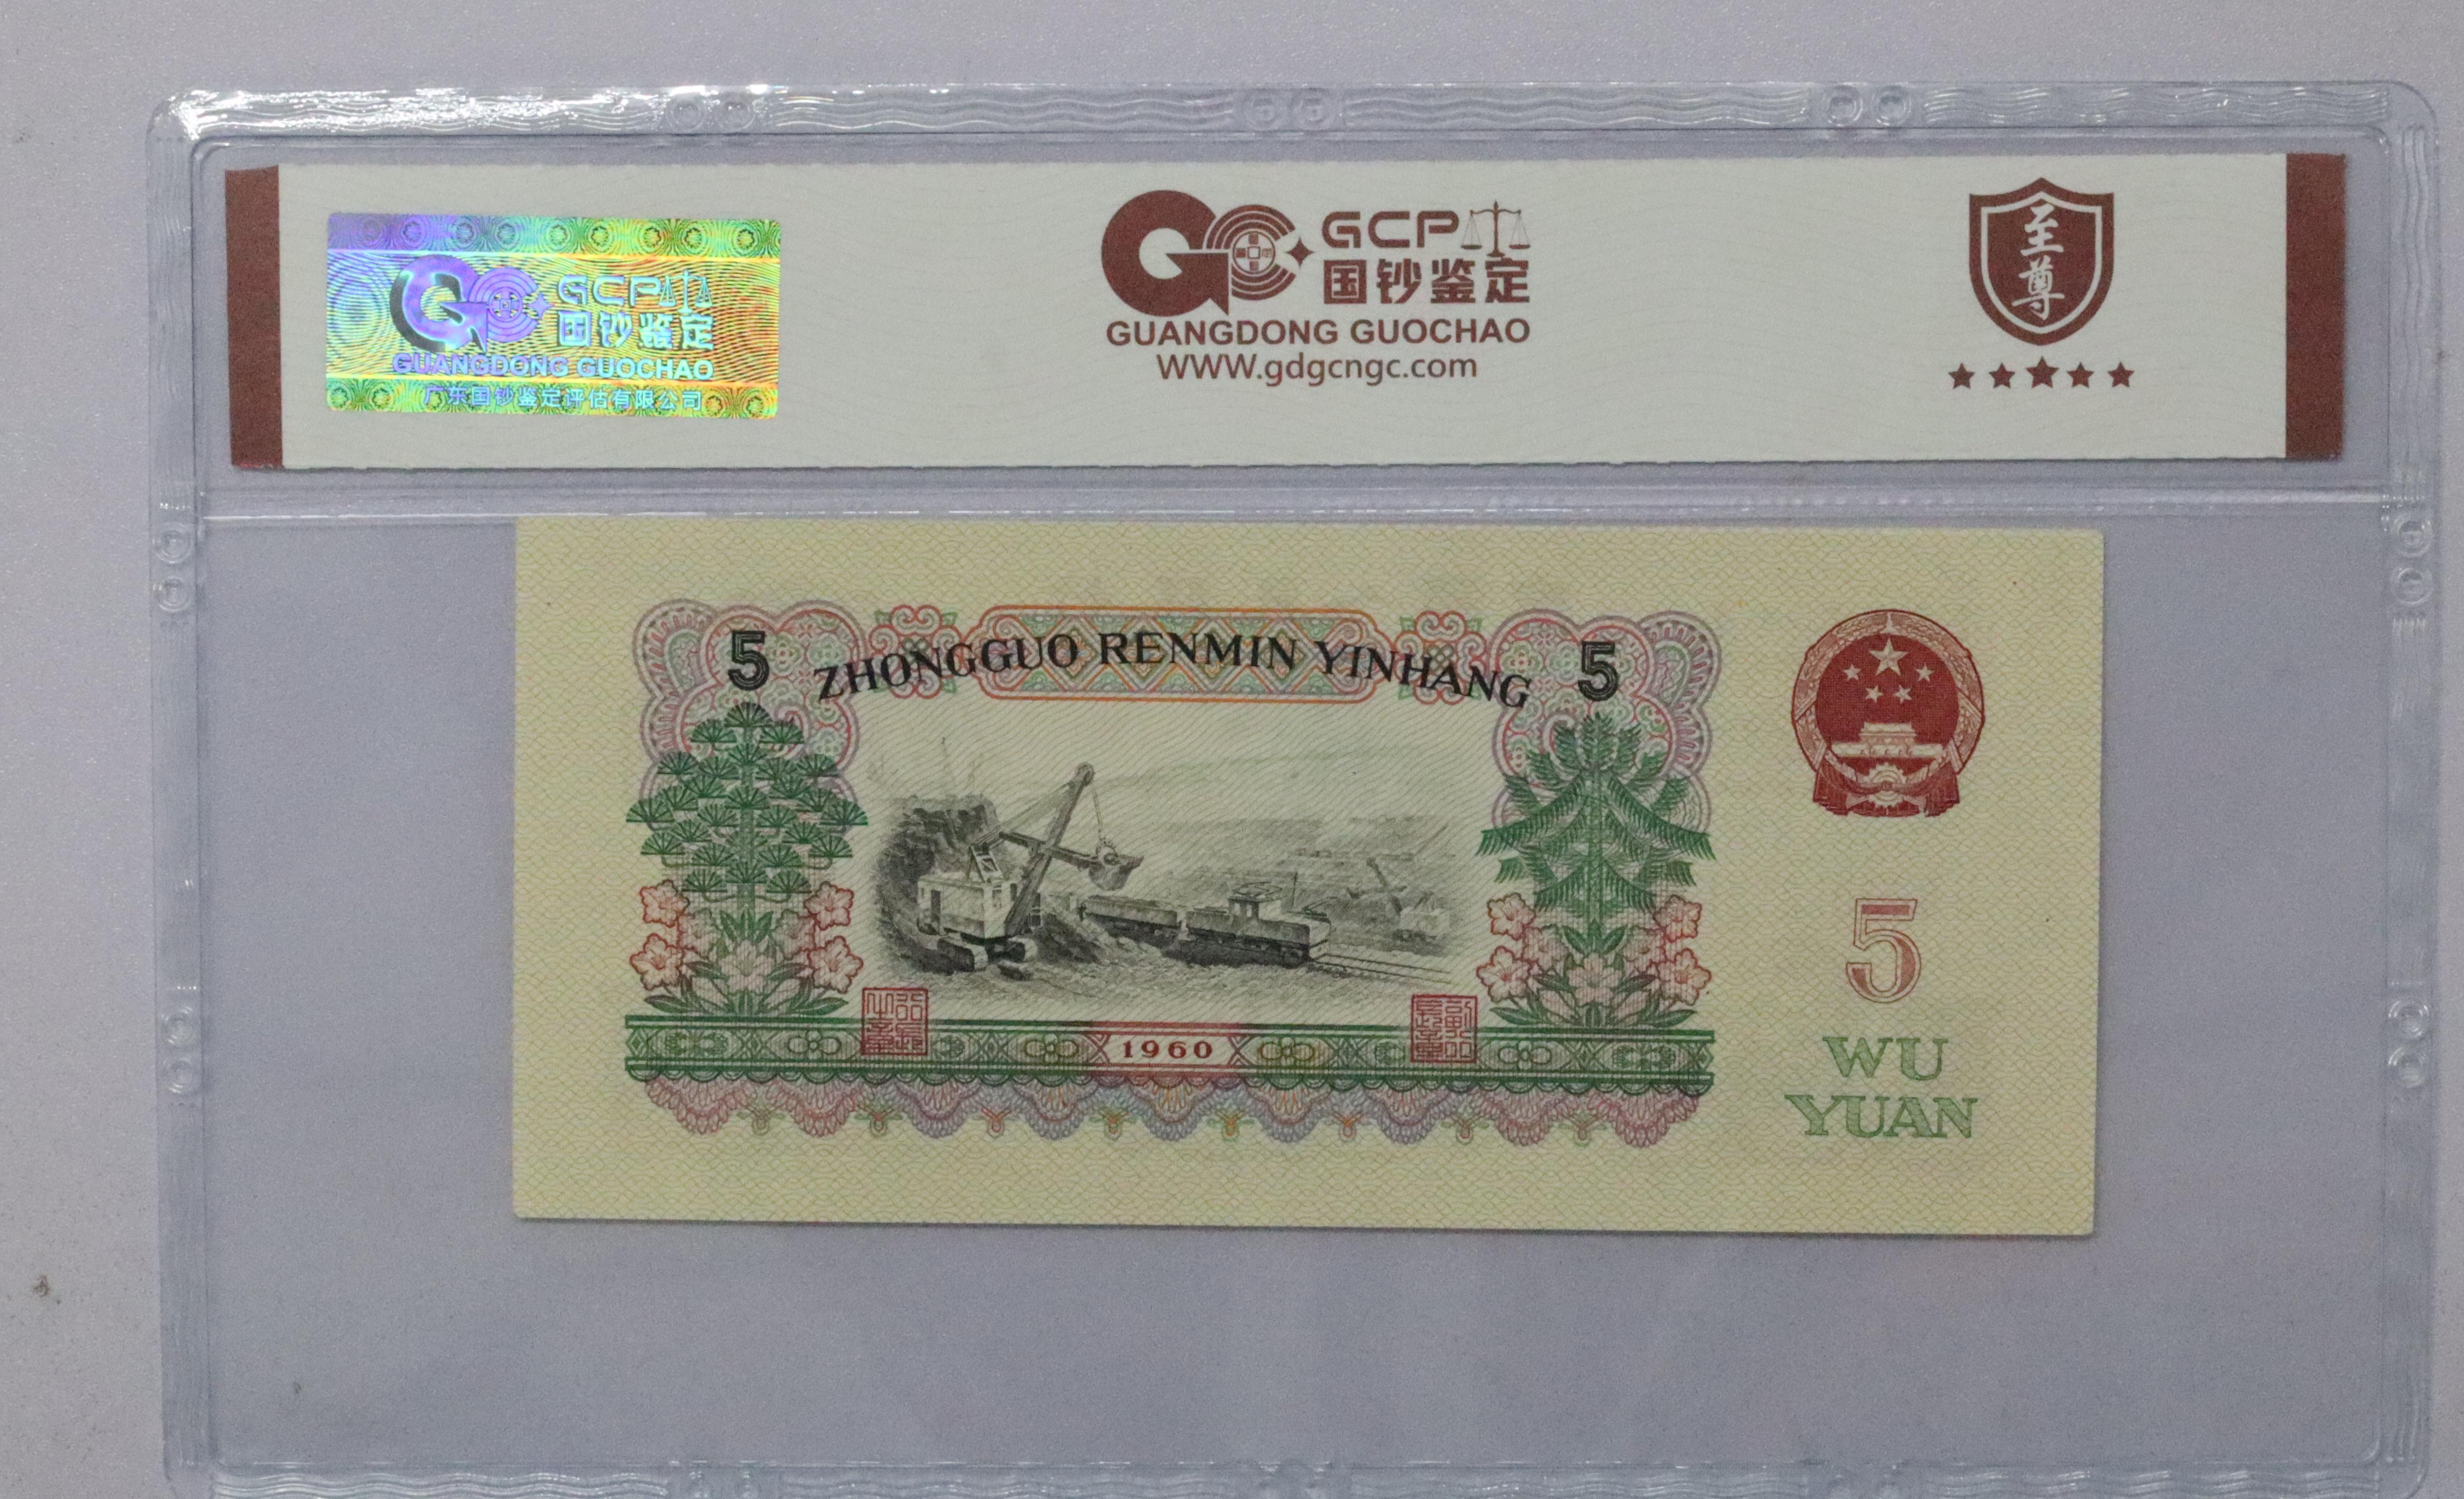 GCP
国钞鉴定
GUANGDONG GUOCHAO
广东国钞鉴定评估有限公司
GCP
国钞鉴定
GUANGDONG GUOCHAO
WWW.gdgcngc.com
至尊
5 ZHONGGUO RENMIN YINHANG 5
1960
5
WU
YUAN